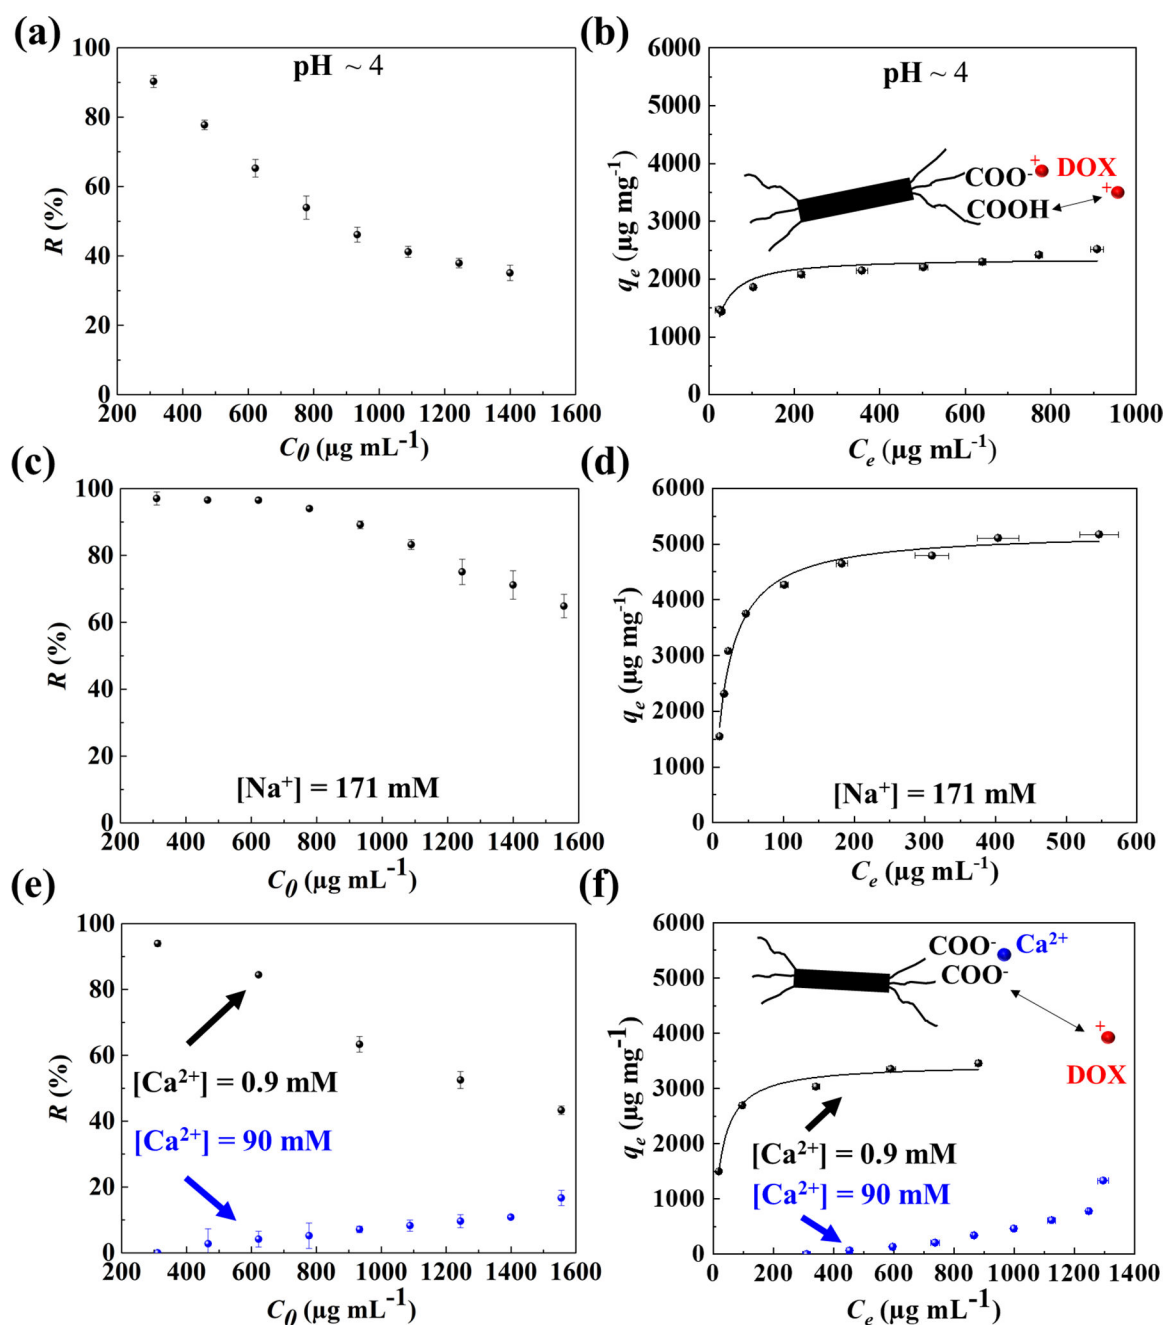 (a)
100
80
60
40
20
0
R (%)
pH ~ 4
200 400 600 800 1000 1200 1400 1600
C0 (µg mL-1)
(b)
6000
5000
4000
3000
2000
1000
0
qe (µg mg-1)
pH ~ 4
COO-
+
DOX
COOH
+
0 200 400 600 800 1000
Ce (µg mL-1)
(c)
100
80
60
40
20
0
R (%)
[Na+] = 171 mM
200 400 600 800 1000 1200 1400 1600
C0 (µg mL-1)
(d)
6000
5000
4000
3000
2000
1000
0
qe (µg mg-1)
[Na+] = 171 mM
0 100 200 300 400 500 600
Ce (µg mL-1)
(e)
100
80
60
40
20
0
R (%)
[Ca2+] = 0.9 mM
[Ca2+] = 90 mM
200 400 600 800 1000 1200 1400 1600
C0 (µg mL-1)
(f)
6000
5000
4000
3000
2000
1000
0
qe (µg mg-1)
COO-
Ca2+
COO-
+
DOX
[Ca2+] = 0.9 mM
[Ca2+] = 90 mM
0 200 400 600 800 1000 1200 1400
Ce (µg mL-1)